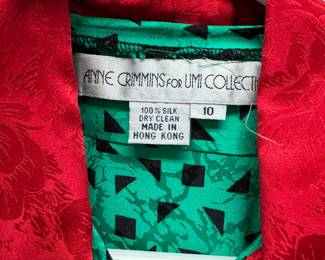 ANNE CRIMMINS FOR UMI COLLECTI
100% SILK
DRY CLEAN
MADE IN
HONG KONG
10